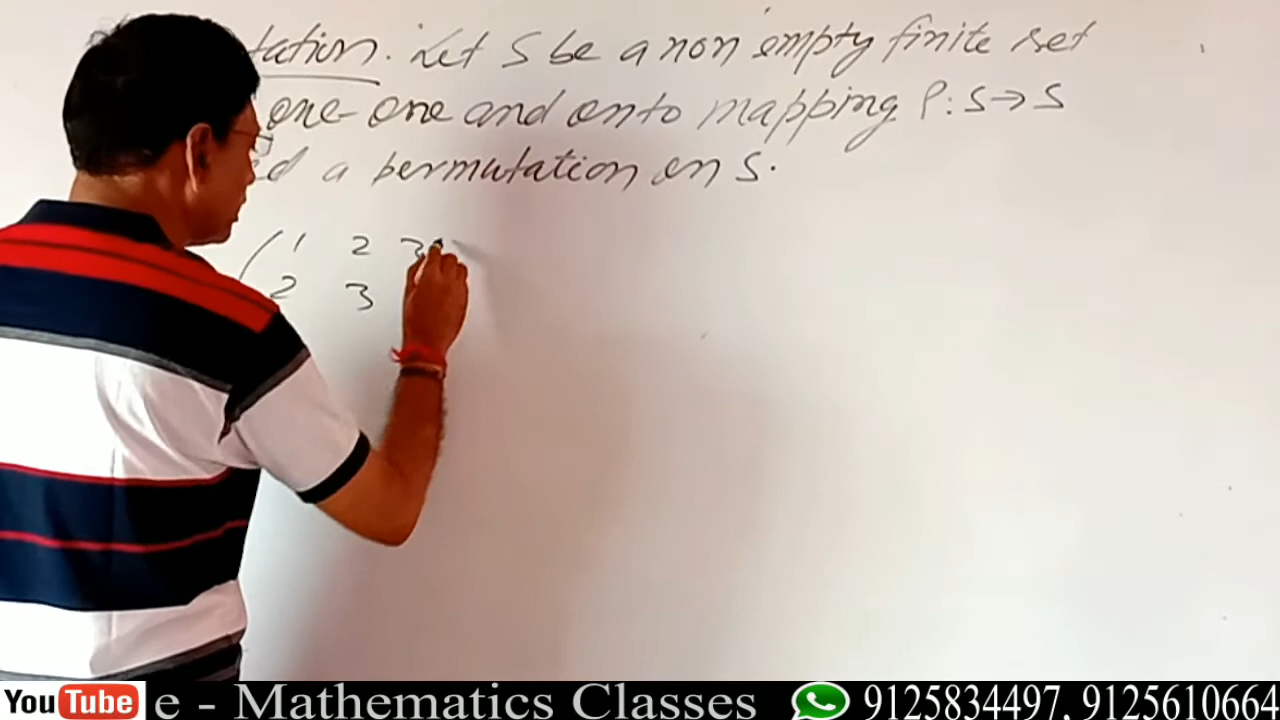 tation. Let S be a non empty finite set
one-one and onto mapping P: S→S
ed a permutation on S.
( 1 2 3
2 3
YouTube e - Mathematics Classes 9125834497, 9125610664